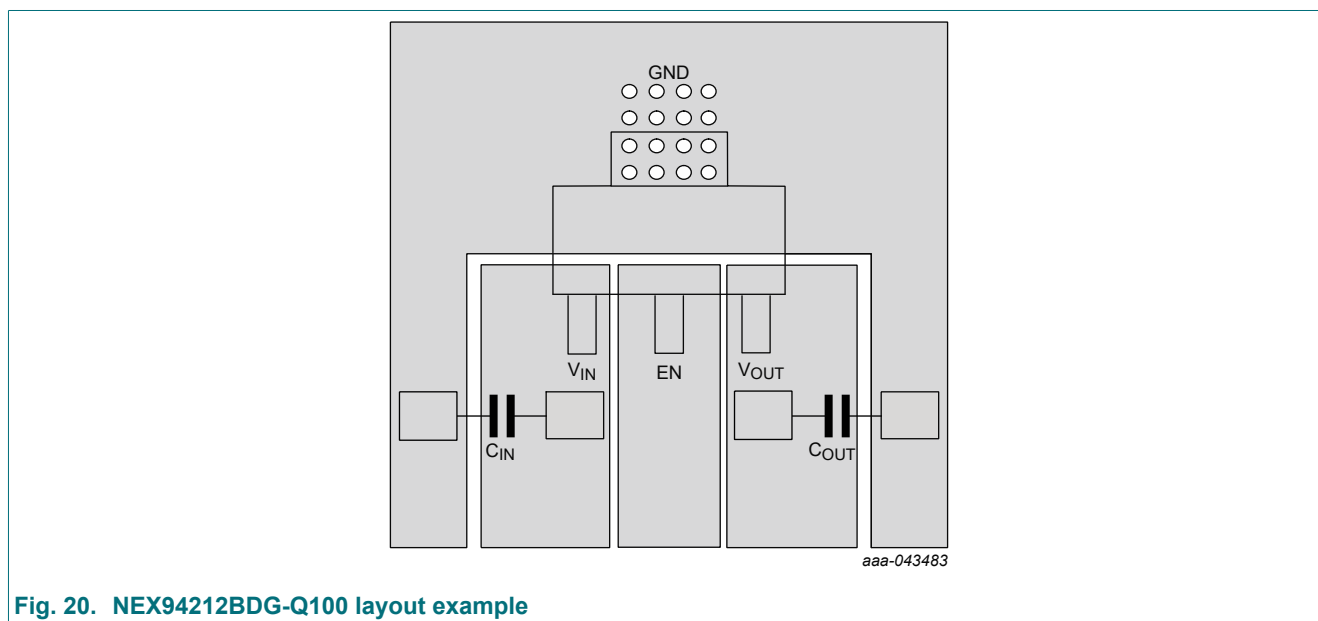 GND
VIN
EN
VOUT
CIN
COUT
aaa-043483
Fig. 20. NEX94212BDG-Q100 layout example